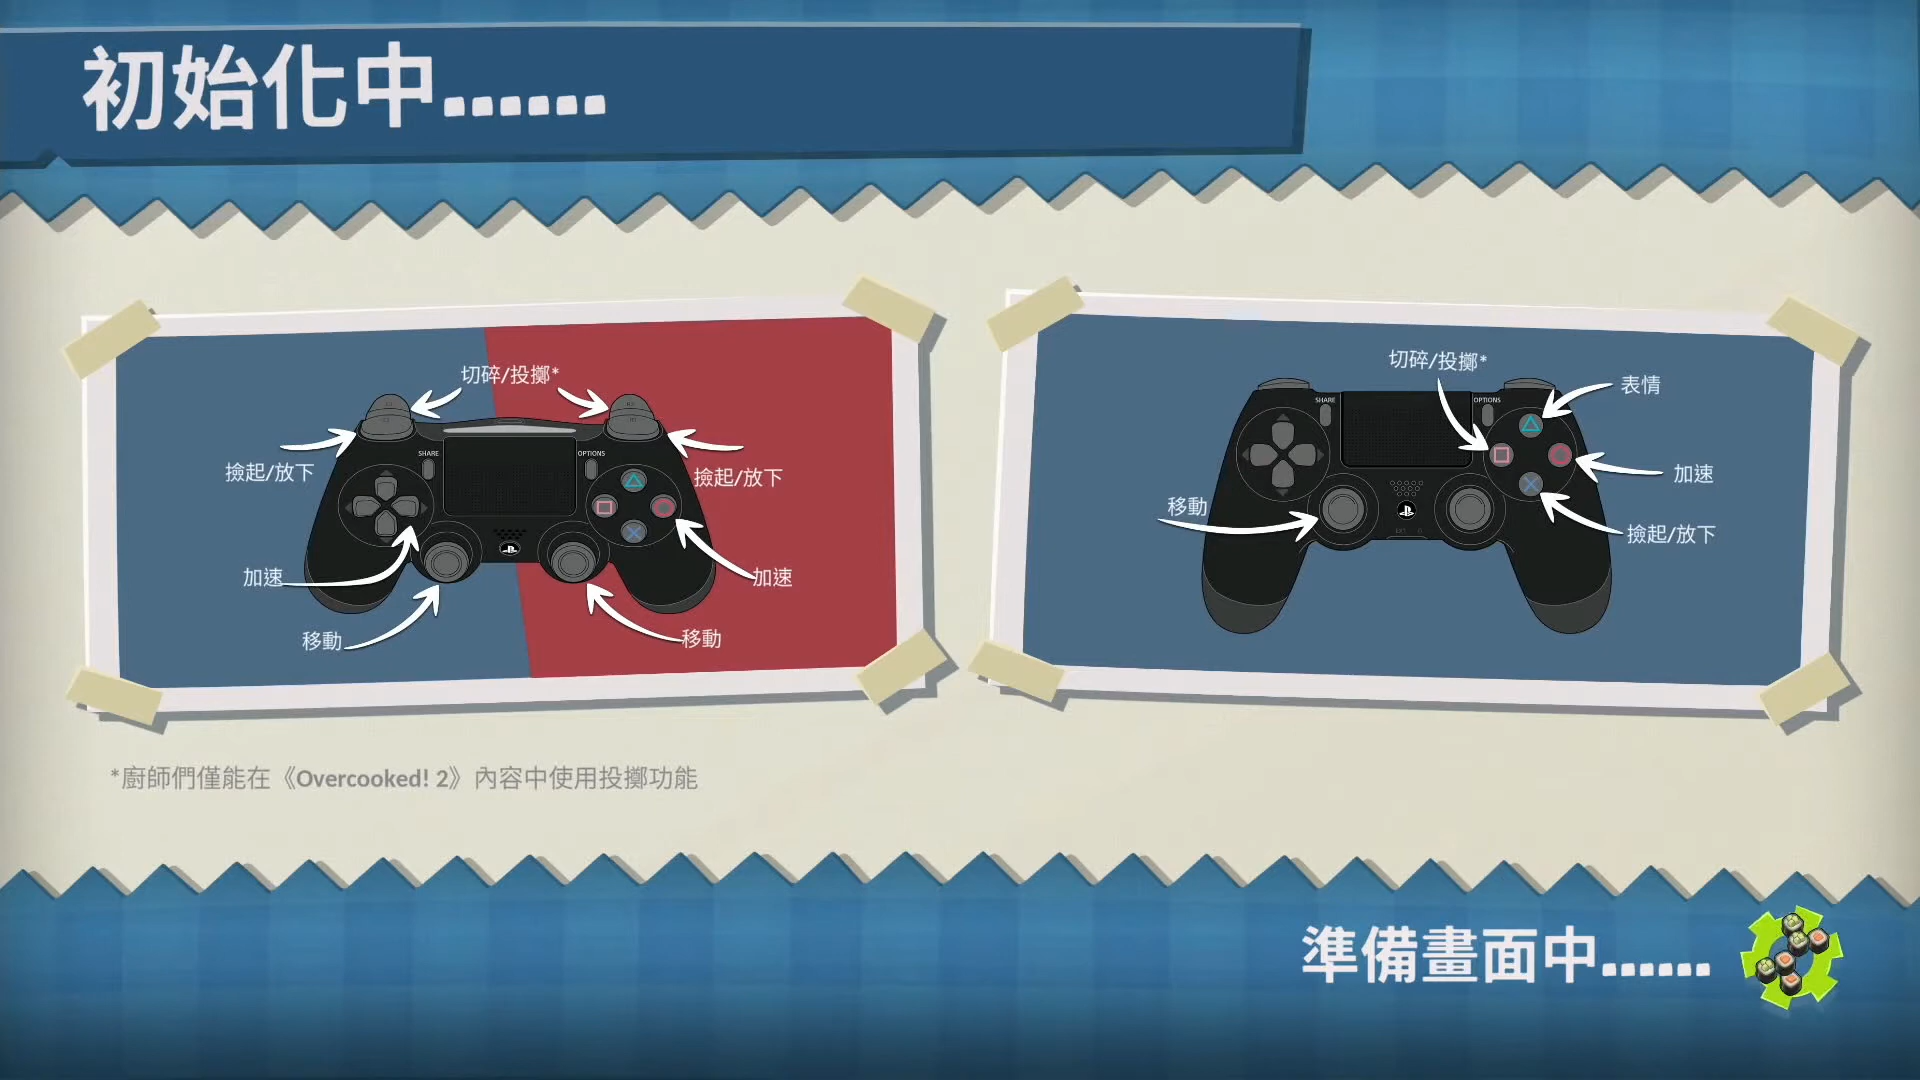 初始化中......
切碎/投擲*
撿起/放下
SHARE
OPTIONS
撿起/放下
加速
加速
移動
移動
切碎/投擲*
表情
SHARE
OPTIONS
加速
移動
撿起/放下
*廚師們僅能在《Overcooked! 2》內容中使用投擲功能
準備畫面中......